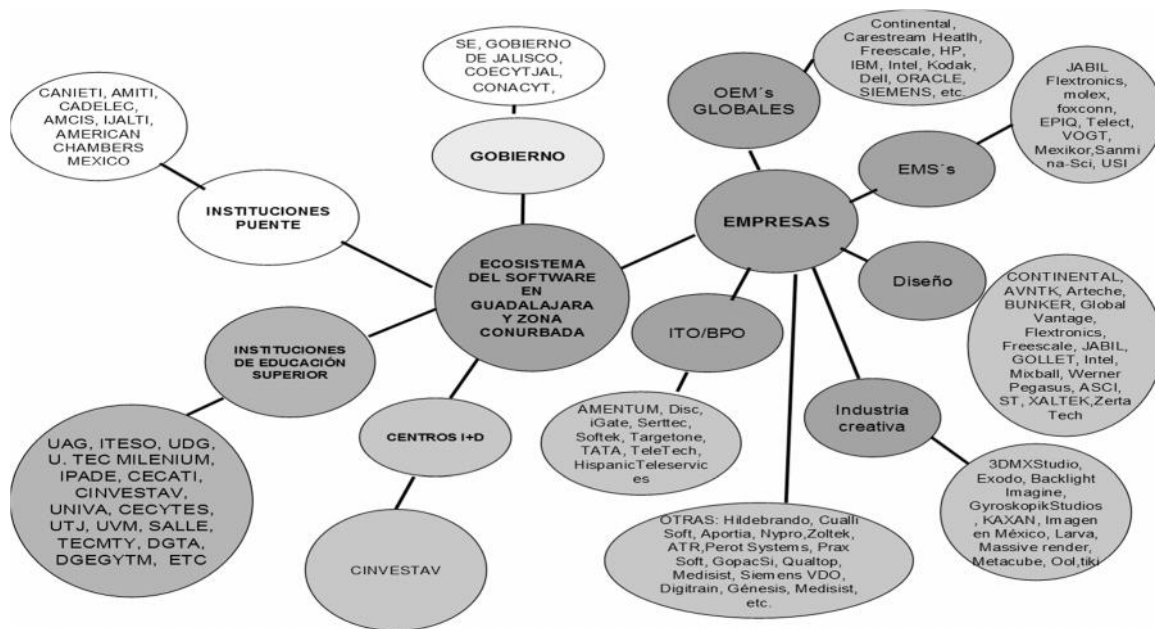 SE, GOBIERNO
DE JALISCO,
COECYTJAL,
CONACYT,
GOBIERNO
CANIETI, AMITI,
CADELEC,
AMCIS, IJALTI,
AMERICAN
CHAMBERS
MEXICO
INSTITUCIONES
PUENTE
ECOSISTEMA
DEL SOFTWARE
EN
GUADALAJARA
Y ZONA
CONURBADA
INSTITUCIONES
DE EDUCACIÓN
SUPERIOR
UAG, ITESO, UDG,
U. TEC MILENIUM,
IPADE, CECATI,
CINVESTAV,
UNIVA, CECYTES,
UTJ, UVM, SALLE,
TECMTY, DGTA,
DGEGYTM, ETC
CENTROS I+D
CINVESTAV
EMPRESAS
OEM´s
GLOBALES
Continental,
Carestream Heatlh,
Freescale, HP,
IBM, Intel, Kodak,
Dell, ORACLE,
SIEMENS, etc.
EMS´s
JABIL
Flextronics,
molex,
foxconn,
EPIQ, Telect,
VOGT,
Mexikor,Sanmi
na-Sci, USI
Diseño
CONTINENTAL,
AVNTK, Arteche,
BUNKER, Global
Vantage,
Flextronics,
Freescale, JABIL,
GOLLET, Intel,
Mixball, Werner
Pegasus, ASCI,
ST, XALTEK,Zerta
Tech
ITO/BPO
AMENTUM, Disc,
iGate, Serttec,
Softek, Targetone,
TATA, TeleTech,
HispanicTeleservic
es
Industria
creativa
3DMXStudio,
Exodo, Backlight
Imagine,
GyroskopikStudios
, KAXAN, Imagen
en México, Larva,
Massive render,
Metacube, Ool,tiki
OTRAS: Hildebrando, Cualli
Soft, Aportia, Nypro,Zoltek,
ATR,Perot Systems, Prax
Soft, GopacSi, Qualtop,
Medisist, Siemens VDO,
Digitrain, Génesis, Medisist,
etc.